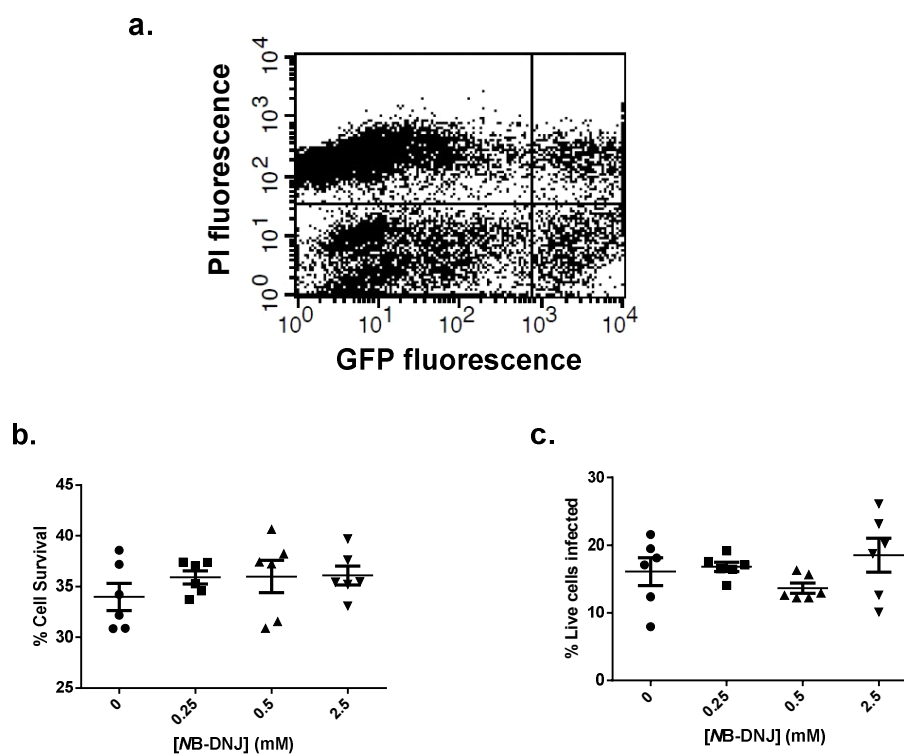 a.
PI fluorescence
10^4
10^3
10^2
10^1
10^0
10^0 10^1 10^2 10^3 10^4
GFP fluorescence
b.
% Cell Survival
45
40
35
30
25
0 0.25 0.5 2.5
[NB-DNJ] (mM)
c.
% Live cells infected
30
20
10
0
0 0.25 0.5 2.5
[NB-DNJ] (mM)